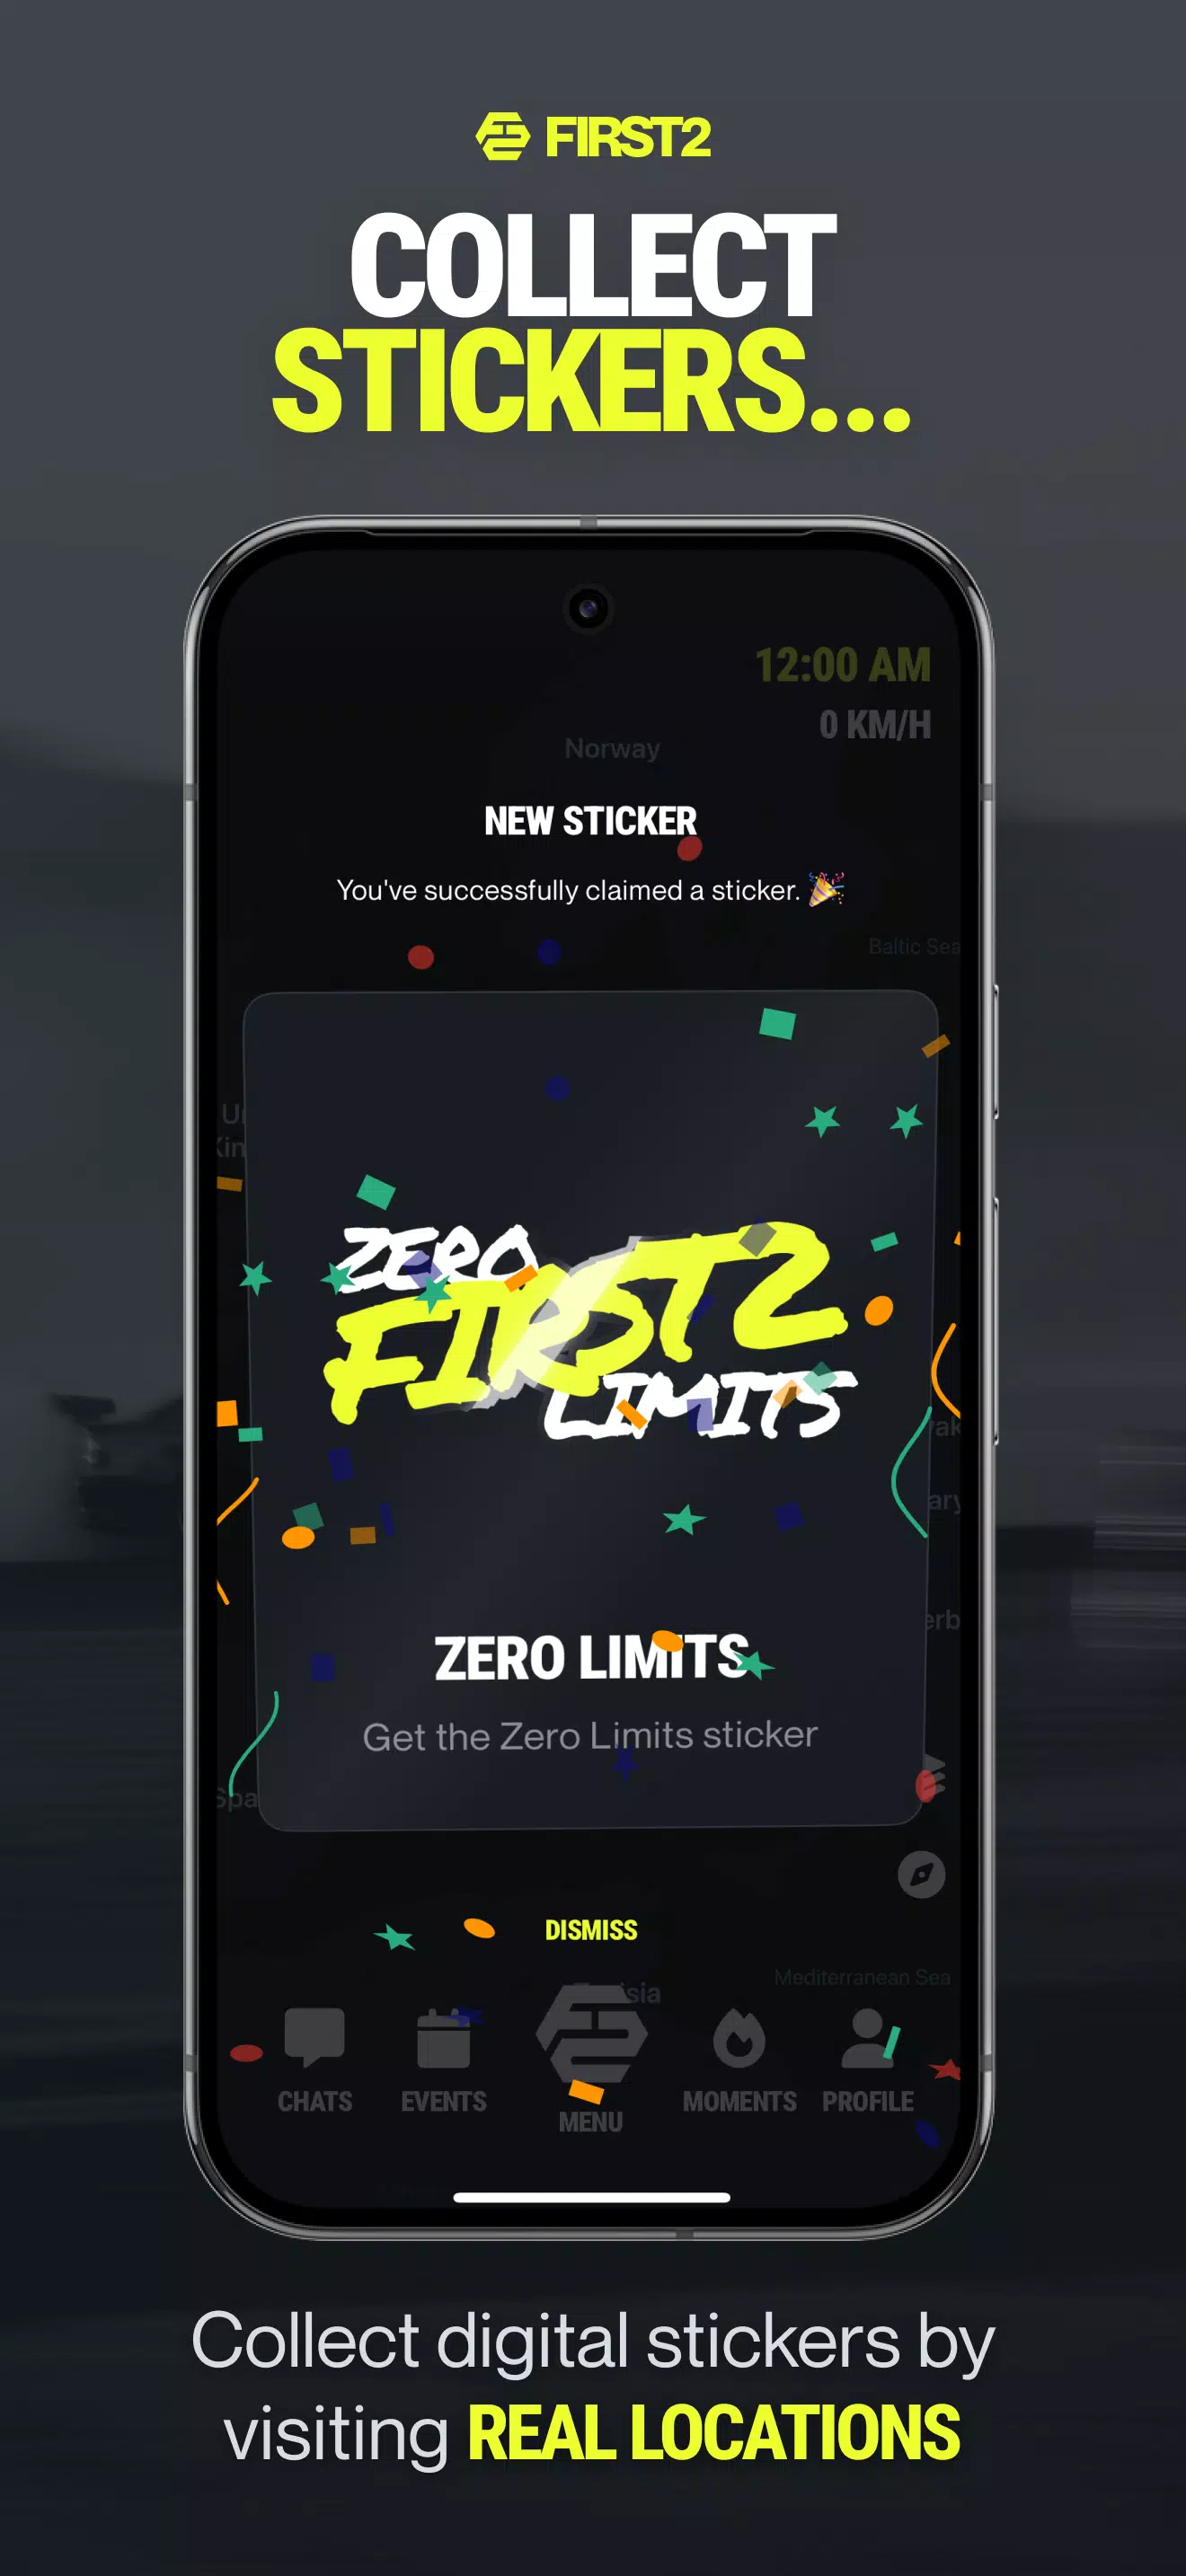 FIRST2
COLLECT
STICKERS...
12:00 AM
0 KM/H
Norway
NEW STICKER
You've successfully claimed a sticker. 🎉
Baltic Sea
ZERO
FIRST2
LIMITS
ZERO LIMITS
Get the Zero Limits sticker
DISMISS
Mediterranean Sea
CHATS
EVENTS
MENU
MOMENTS
PROFILE
Collect digital stickers by
visiting REAL LOCATIONS